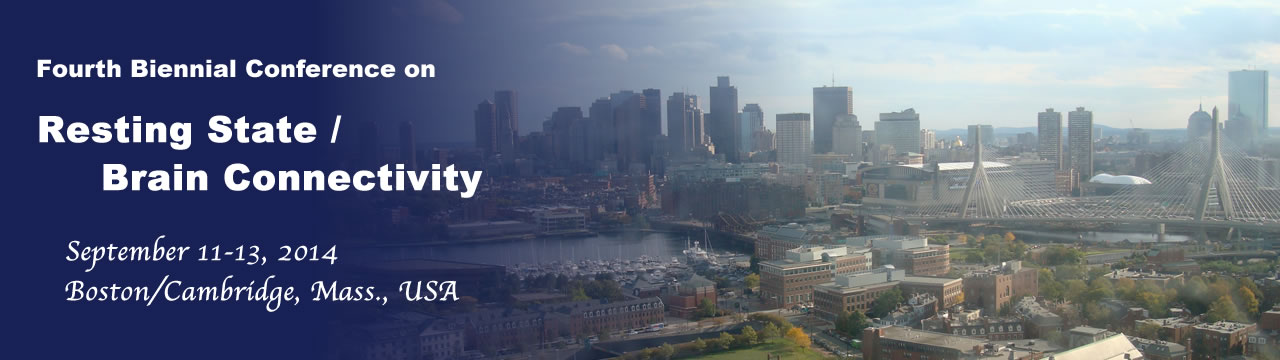 Fourth Biennial Conference on
Resting State /
Brain Connectivity
September 11-13, 2014
Boston/Cambridge, Mass., USA